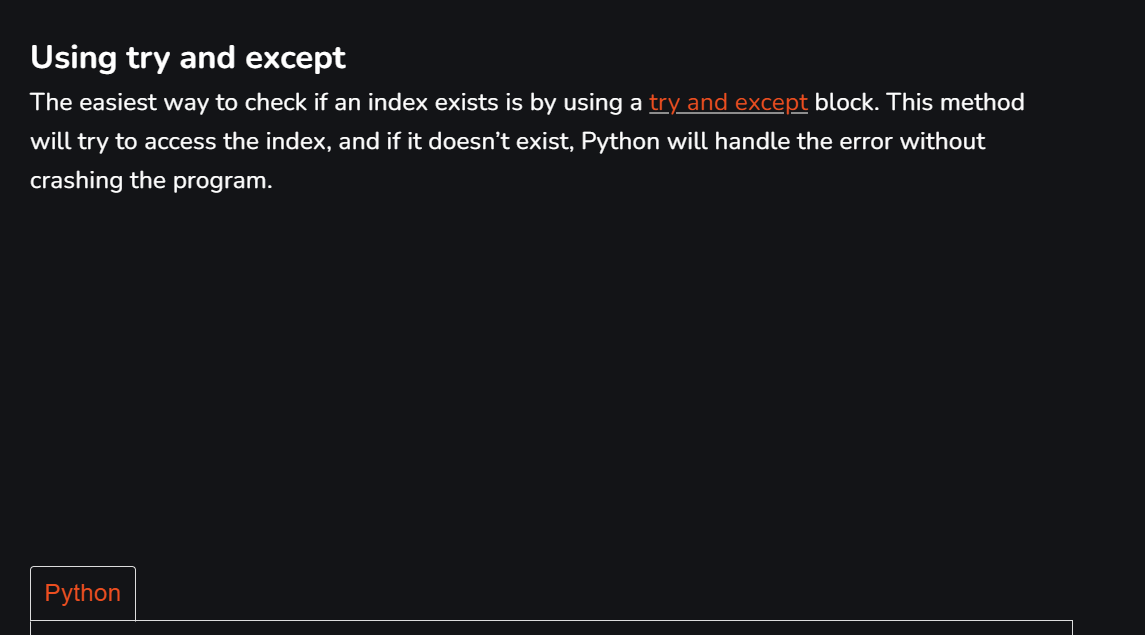 Using try and except
The easiest way to check if an index exists is by using a try and except block. This method
will try to access the index, and if it doesn’t exist, Python will handle the error without
crashing the program.
Python